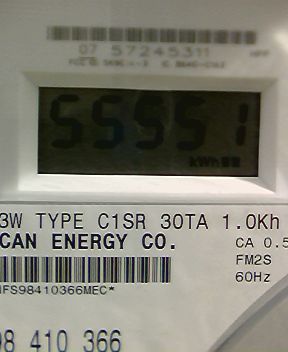 07 57245311
55551
kWh
3W TYPE C1SR 30TA 1.0Kh
CAN ENERGY CO.
CA 0.5
FM2S
60Hz
IFS98410366MEC*
98 410 366